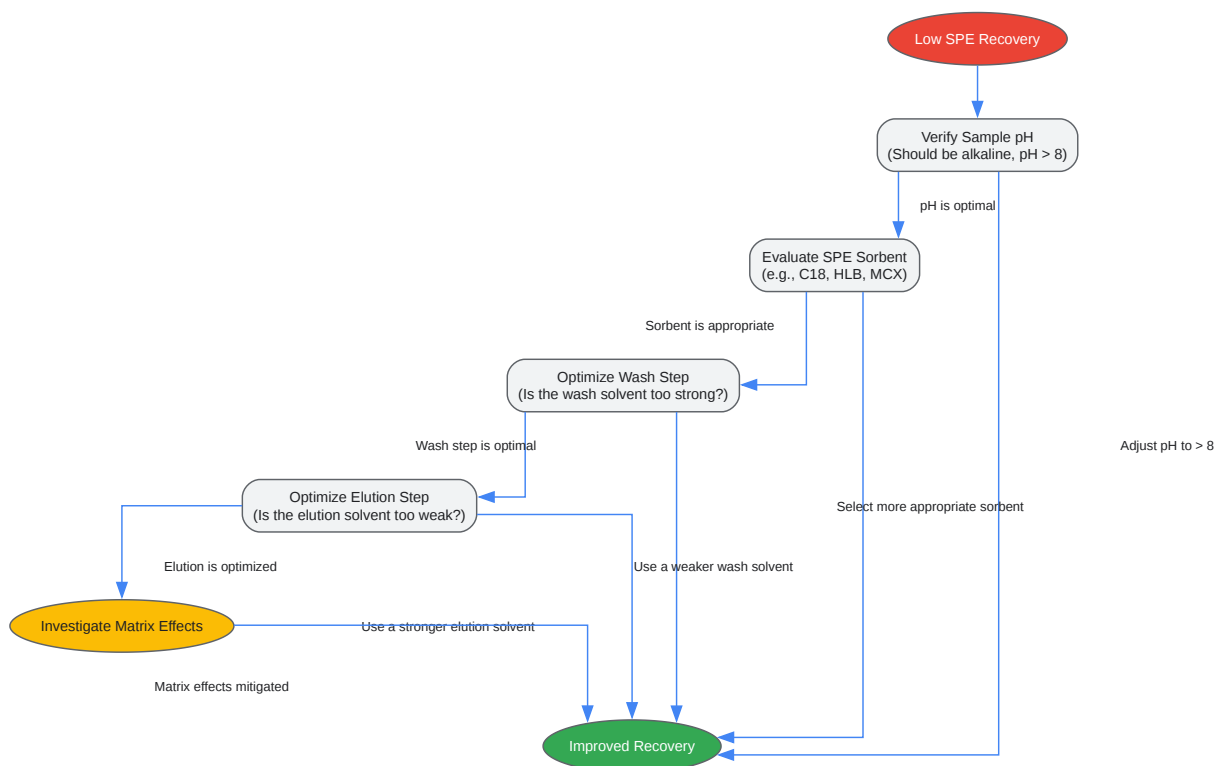 Low SPE Recovery
Verify Sample pH
(Should be alkaline, pH > 8)
pH is optimal
Evaluate SPE Sorbent
(e.g., C18, HLB, MCX)
Sorbent is appropriate
Optimize Wash Step
(Is the wash solvent too strong?)
Wash step is optimal
Adjust pH to > 8
Optimize Elution Step
(Is the elution solvent too weak?)
Select more appropriate sorbent
Elution is optimized
Use a weaker wash solvent
Investigate Matrix Effects
Use a stronger elution solvent
Matrix effects mitigated
Improved Recovery